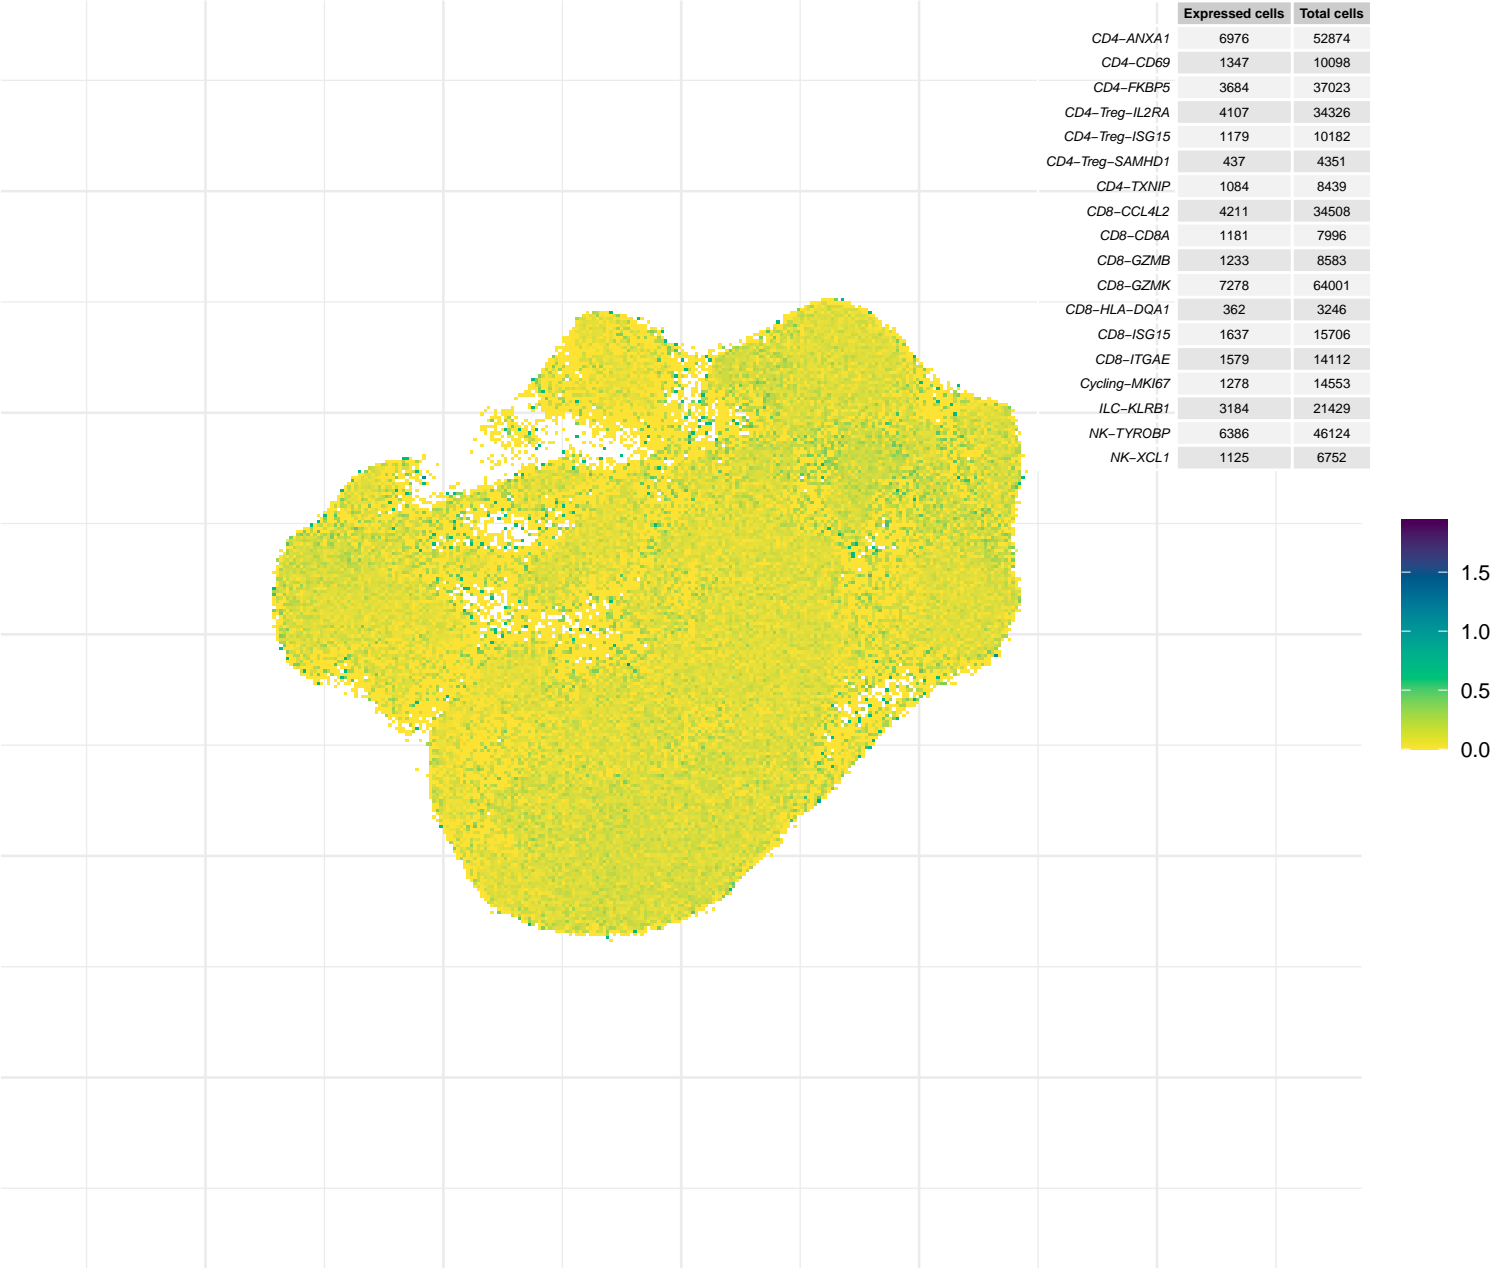 Expressed cells Total cells
CD4−ANXA1 6976 52874
CD4−CD69 1347 10098
CD4−FKBP5 3684 37023
CD4−Treg−IL2RA 4107 34326
CD4−Treg−ISG15 1179 10182
CD4−Treg−SAMHD1 437 4351
CD4−TXNIP 1084 8439
CD8−CCL4L2 4211 34508
CD8−CD8A 1181 7996
CD8−GZMB 1233 8583
CD8−GZMK 7278 64001
CD8−HLA−DQA1 362 3246
CD8−ISG15 1637 15706
CD8−ITGAE 1579 14112
Cycling−MKI67 1278 14553
ILC−KLRB1 3184 21429
NK−TYROBP 6386 46124
NK−XCL1 1125 6752
1.5
1.0
0.5
0.0